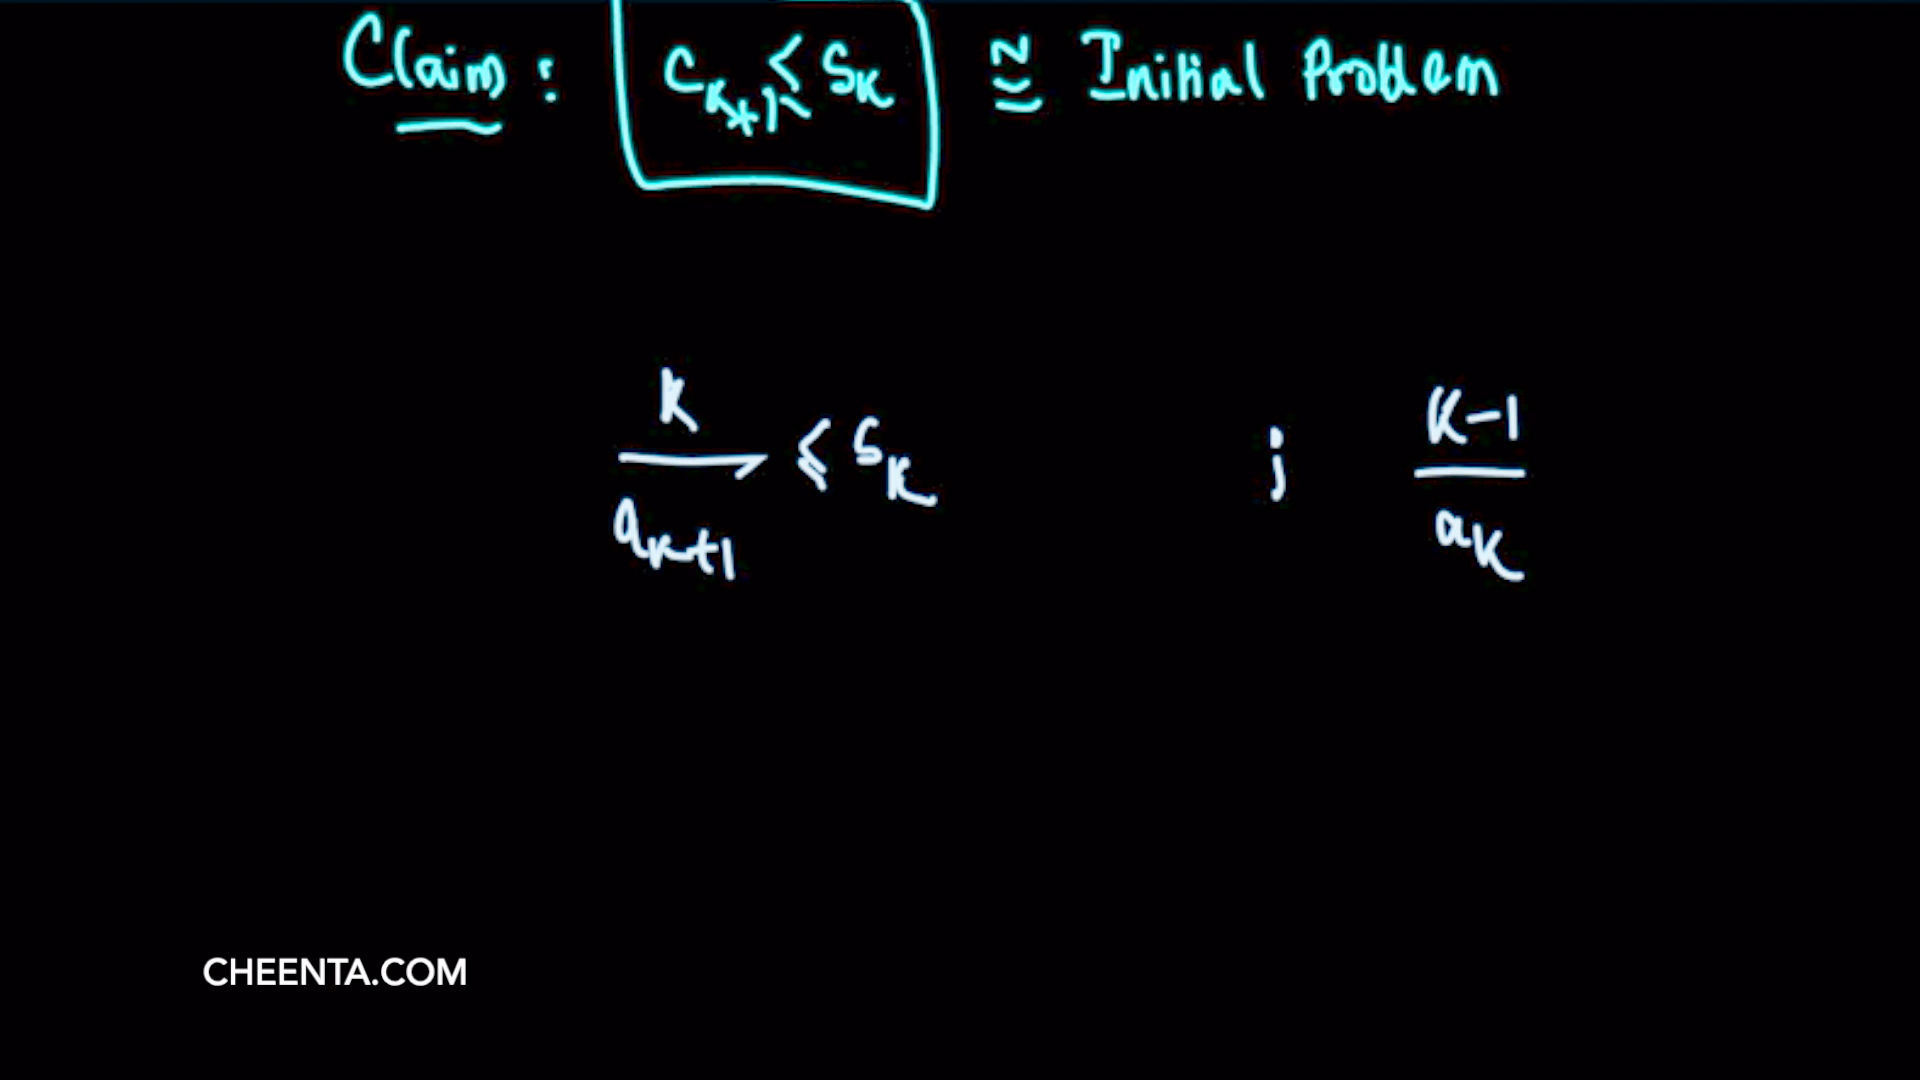 Claim: C_{K+1} ≤ S_K ≅ Initial Problem
K/a_{K+1} ≤ S_K ; K-1/a_K
CHEENTA.COM